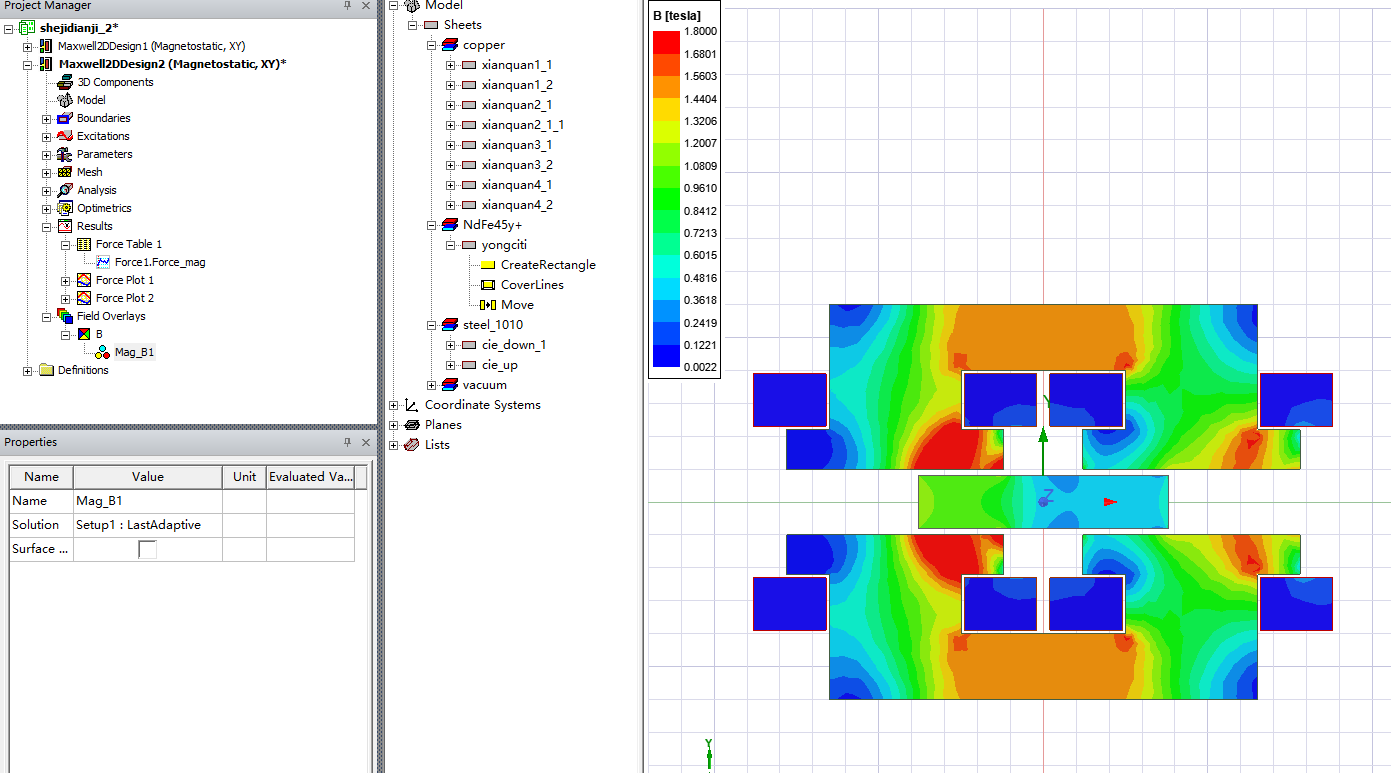 Project Manager
shejidianji_2*
Maxwell2DDesign1 (Magnetostatic, XY)
Maxwell2DDesign2 (Magnetostatic, XY)*
3D Components
Model
Boundaries
Excitations
Parameters
Mesh
Analysis
Optimetrics
Results
Force Table 1
Force1.Force_mag
Force Plot 1
Force Plot 2
Field Overlays
B
Mag_B1
Definitions
Properties
Name Value Unit Evaluated Va...
Name Mag_B1
Solution Setup1 : LastAdaptive
Surface ...
Model
Sheets
copper
xianquan1_1
xianquan1_2
xianquan2_1
xianquan2_1_1
xianquan3_1
xianquan3_2
xianquan4_1
xianquan4_2
NdFe45y+
yongciti
CreateRectangle
CoverLines
Move
steel_1010
cie_down_1
cie_up
vacuum
Coordinate Systems
Planes
Lists
B [tesla]
1.8000
1.6801
1.5603
1.4404
1.3206
1.2007
1.0809
0.9610
0.8412
0.7213
0.6015
0.4816
0.3618
0.2419
0.1221
0.0022
Y
Z
Y